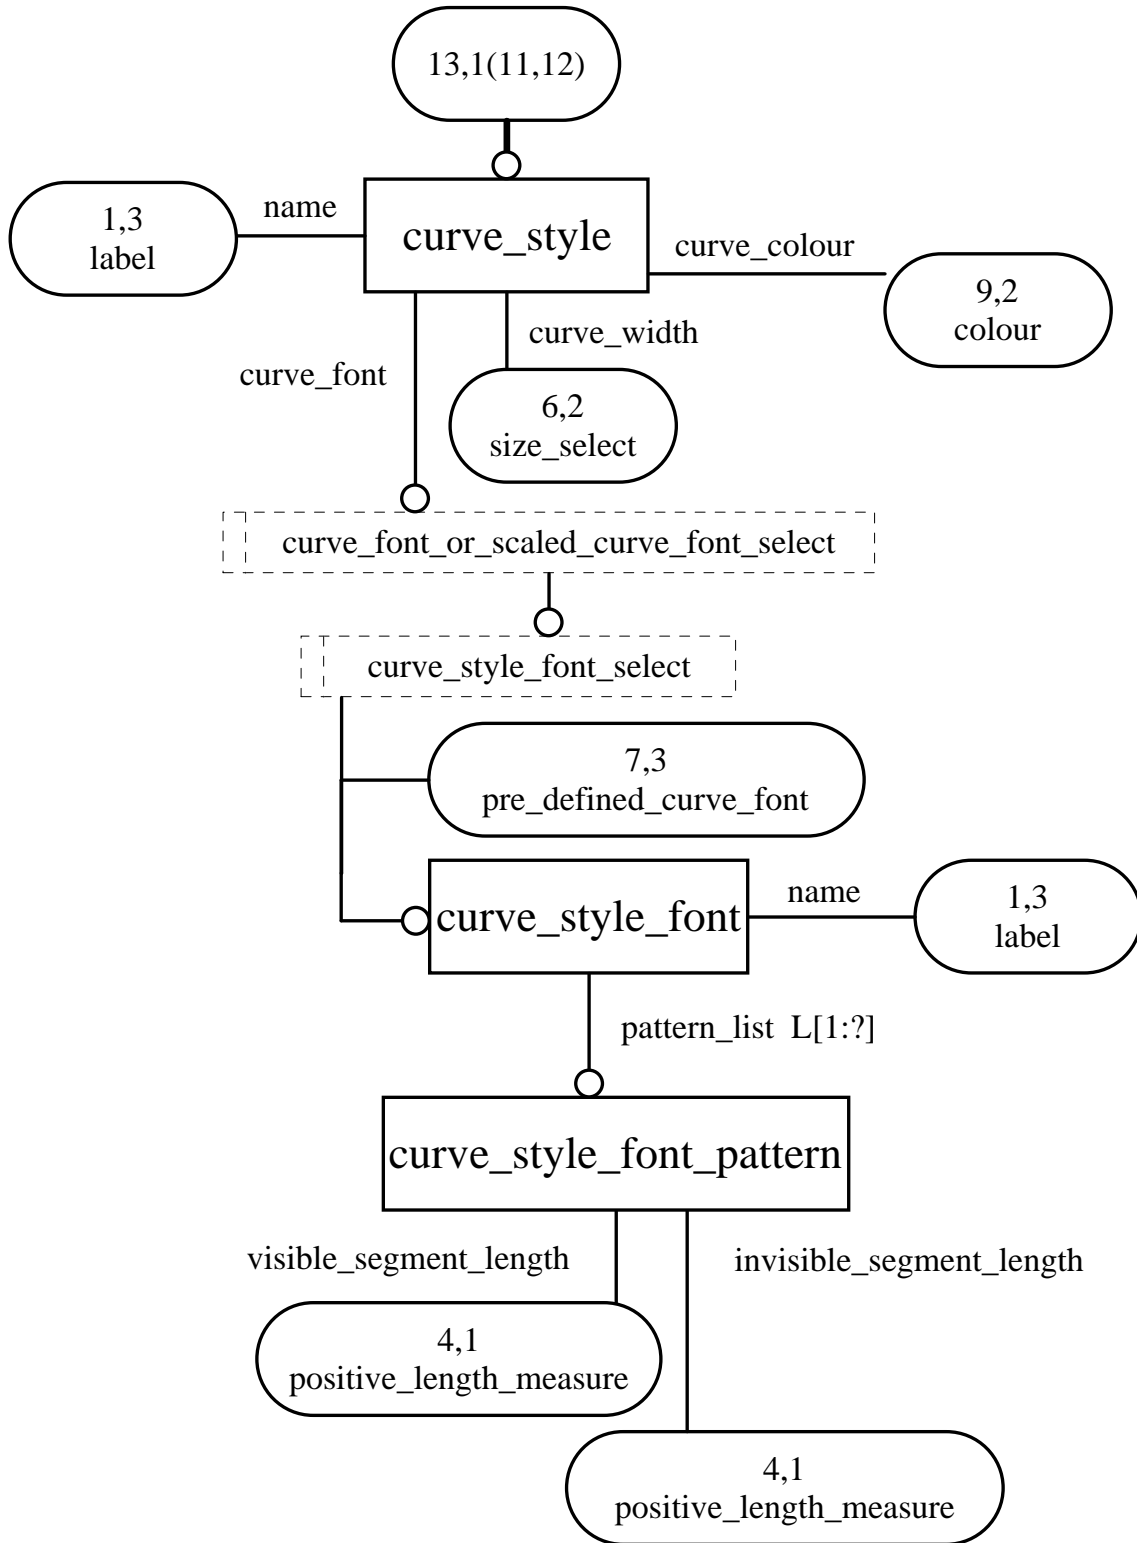 13,1(11,12)
name
1,3
label
curve_style
curve_colour
9,2
colour
curve_width
curve_font
6,2
size_select
curve_font_or_scaled_curve_font_select
curve_style_font_select
7,3
pre_defined_curve_font
name
1,3
label
curve_style_font
pattern_list L[1:?]
curve_style_font_pattern
visible_segment_length
invisible_segment_length
4,1
positive_length_measure
4,1
positive_length_measure